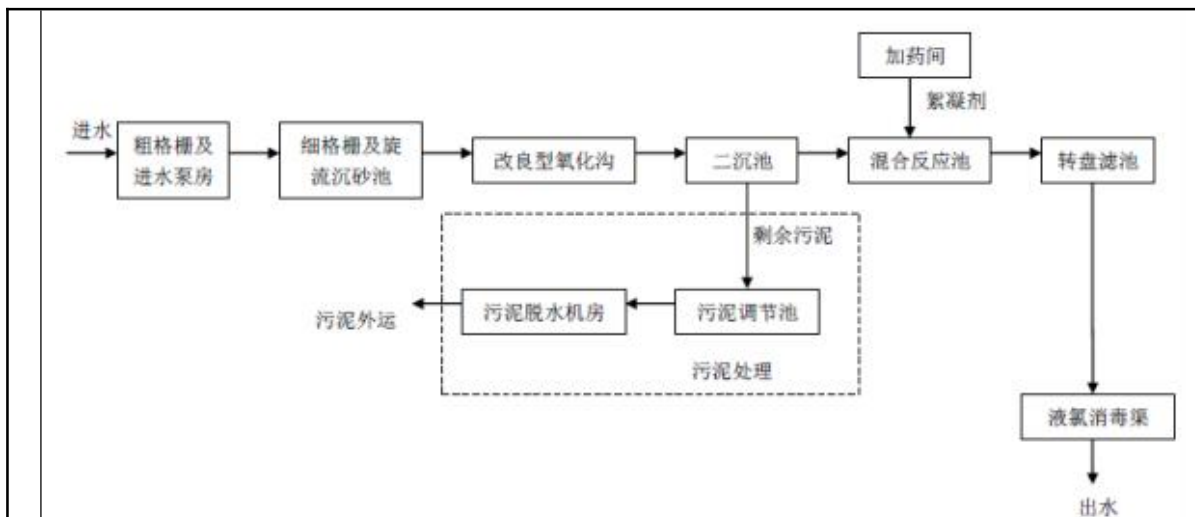 加药间
絮凝剂
进水
粗格栅及
进水泵房
细格栅及旋
流沉砂池
改良型氧化沟
二沉池
混合反应池
转盘滤池
剩余污泥
污泥外运
污泥脱水机房
污泥调节池
污泥处理
液氯消毒渠
出水